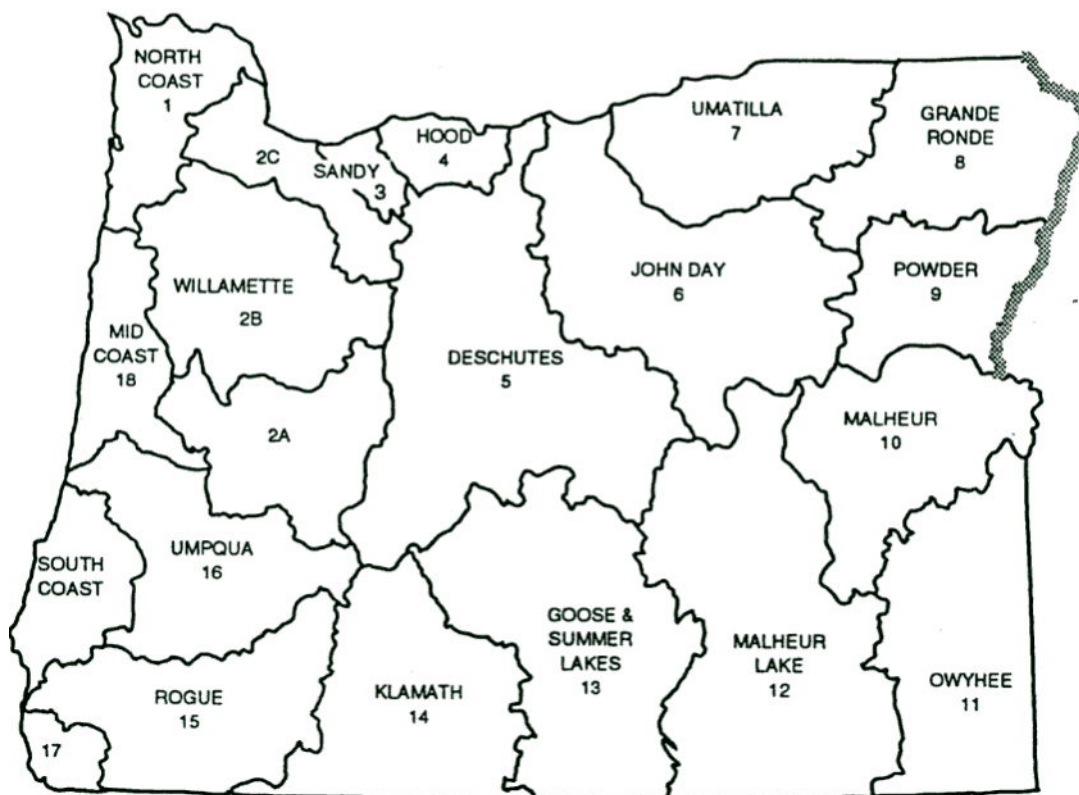 NORTH
COAST
1
2C
SANDY
3
HOOD
4
UMATILLA
7
GRANDE
RONDE
8
WILLAMETTE
2B
JOHN DAY
6
POWDER
9
MID
COAST
18
DESCHUTES
5
2A
MALHEUR
10
UMPQUA
16
SOUTH
COAST
GOOSE &
SUMMER
LAKES
13
MALHEUR
LAKE
12
OWYHEE
11
ROGUE
15
KLAMATH
14
17